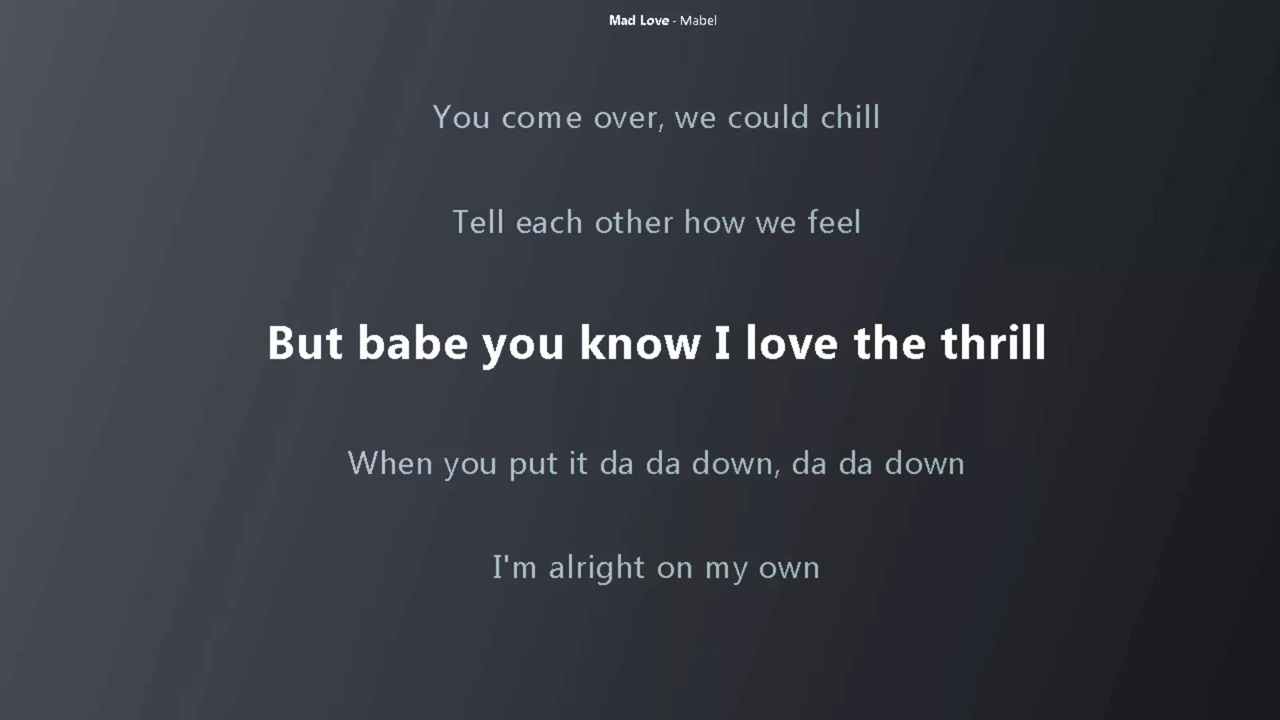 Mad Love - Mabel
You come over, we could chill
Tell each other how we feel
But babe you know I love the thrill
When you put it da da down, da da down
I'm alright on my own